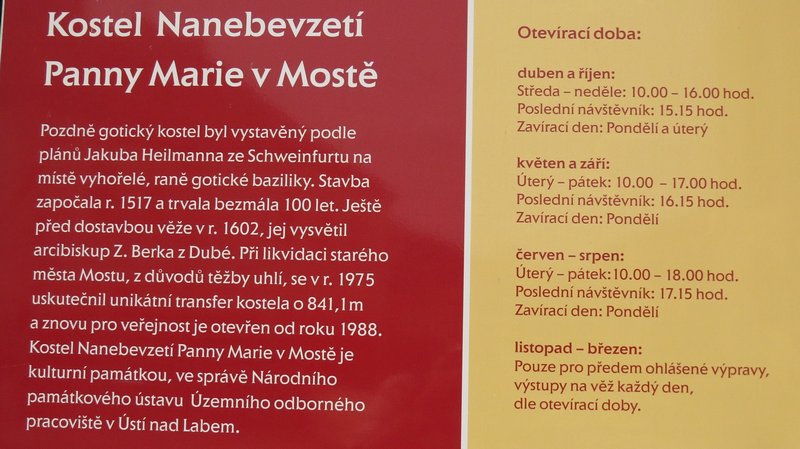 Kostel Nanebevzetí
Panny Marie v Mostě
Pozdně gotický kostel byl vystavěný podle
plánů Jakuba Heilmanna ze Schweinfurtu na
místě vyhořelé, raně gotické baziliky. Stavba
započala r. 1517 a trvala bezmála 100 let. Ještě
před dostavbou věže v r. 1602, jej vysvětil
arcibiskup Z. Berka z Dubé. Při likvidaci starého
města Mostu, z důvodů těžby uhlí, se v r. 1975
uskutečnil unikátní transfer kostela o 841,1m
a znovu pro veřejnost je otevřen od roku 1988.
Kostel Nanebevzetí Panny Marie v Mostě je
kulturní památkou, ve správě Národního
památkového ústavu Územního odborného
pracoviště v Ústí nad Labem.
Otevírací doba:
duben a říjen:
Středa – neděle: 10.00 – 16.00 hod.
Poslední návštěvník: 15.15 hod.
Zavírací den: Pondělí a úterý
květen a září:
Úterý – pátek: 10.00 – 17.00 hod.
Poslední návštěvník: 16.15 hod.
Zavírací den: Pondělí
červen – srpen:
Úterý – pátek:10.00 – 18.00 hod.
Poslední návštěvník: 17.15 hod.
Zavírací den: Pondělí
listopad – březen:
Pouze pro předem ohlášené výpravy,
výstupy na věž každý den,
dle otevírací doby.